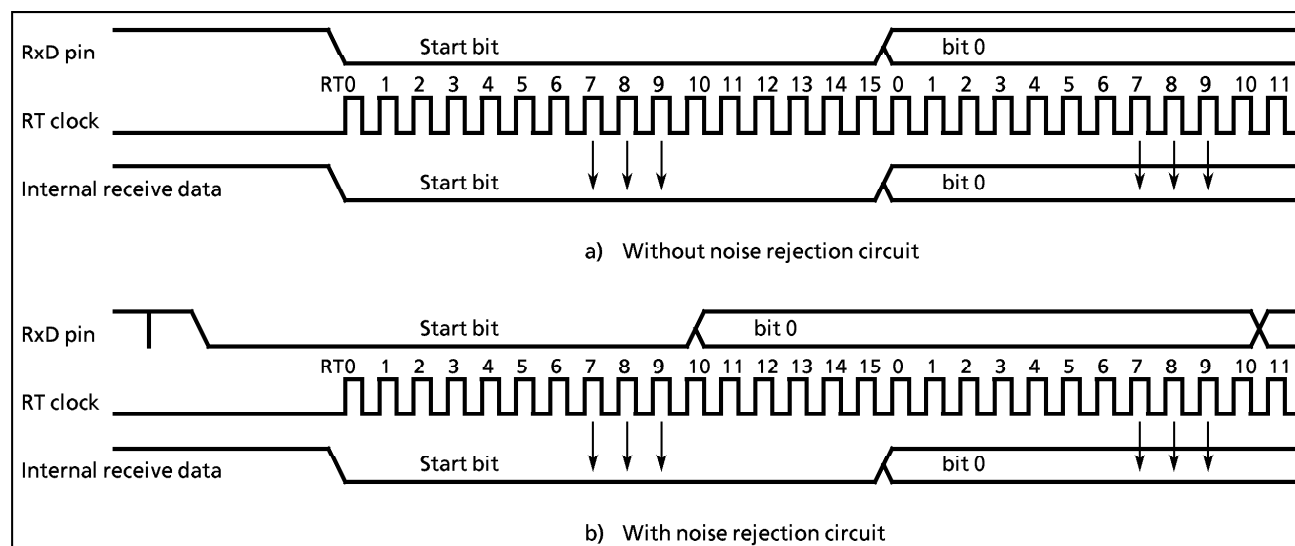 RxD pin Start bit bit 0
RT0 1 2 3 4 5 6 7 8 9 10 11 12 13 14 15 0 1 2 3 4 5 6 7 8 9 10 11
RT clock
Internal receive data Start bit bit 0
a) Without noise rejection circuit
RxD pin Start bit bit 0
RT0 1 2 3 4 5 6 7 8 9 10 11 12 13 14 15 0 1 2 3 4 5 6 7 8 9 10 11
RT clock
Internal receive data Start bit bit 0
b) With noise rejection circuit